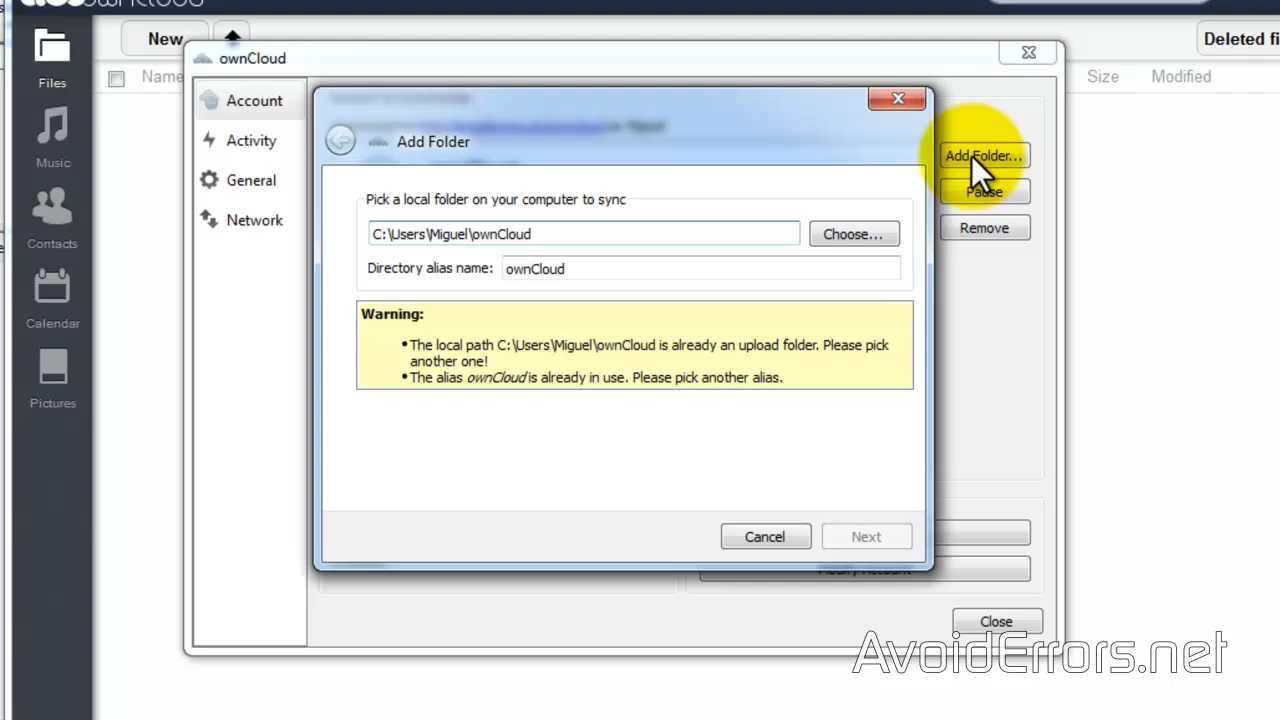 ownCloud
New
Deleted fi
Name
Size
Modified
Files
Music
Contacts
Calendar
Pictures
ownCloud
Account
Activity
General
Network
Add Folder...
Pause
Remove
Add Folder
Pick a local folder on your computer to sync
C:\Users\Miguel\ownCloud
Choose...
Directory alias name: ownCloud
Warning:
•The local path C:\Users\Miguel\ownCloud is already an upload folder. Please pick
another one!
•The alias ownCloud is already in use. Please pick another alias.
Cancel
Next
Modify Account
Close
AvoidErrors.net